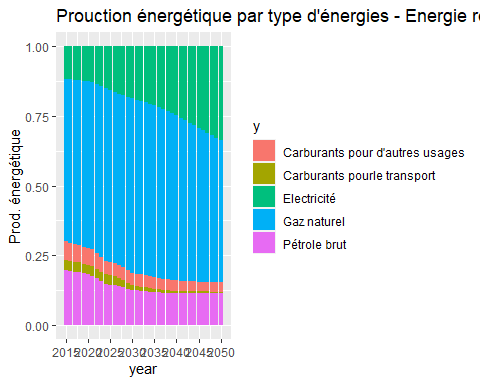 Prouction énergétique par type d'énergies - Energie r
Prod. énergétique
1.00
0.75
0.50
0.25
0.00
2015 2020 2025 2030 2035 2040 2045 2050
year
y
Carburants pour d'autres usages
Carburants pourle transport
Electricité
Gaz naturel
Pétrole brut